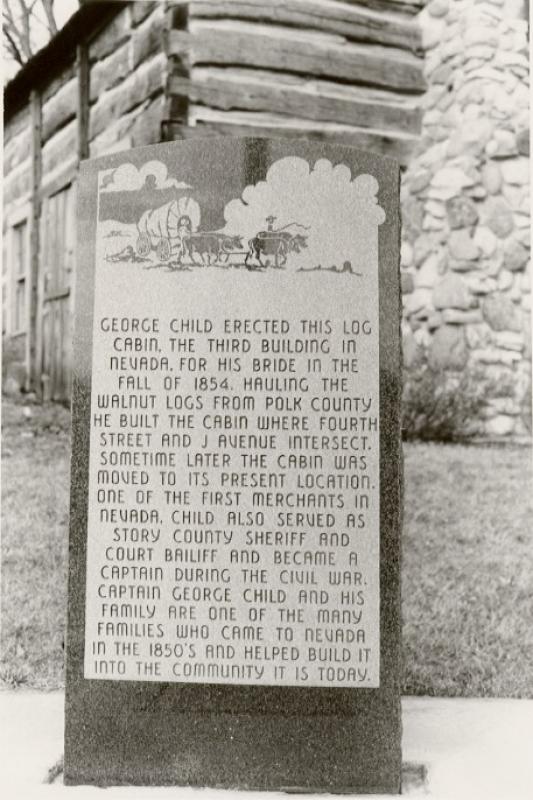 GEORGE CHILD ERECTED THIS LOG
CABIN, THE THIRD BUILDING IN
NEVADA, FOR HIS BRIDE IN THE
FALL OF 1854. HAULING THE
WALNUT LOGS FROM POLK COUNTY
HE BUILT THE CABIN WHERE FOURTH
STREET AND J AVENUE INTERSECT.
SOMETIME LATER THE CABIN WAS
MOVED TO ITS PRESENT LOCATION.
ONE OF THE FIRST MERCHANTS IN
NEVADA, CHILD ALSO SERVED AS
STORY COUNTY SHERIFF AND
COURT BAILIFF AND BECAME A
CAPTAIN DURING THE CIVIL WAR.
CAPTAIN GEORGE CHILD AND HIS
FAMILY ARE ONE OF THE MANY
FAMILIES WHO CAME TO NEVADA
IN THE 1850'S AND HELPED BUILD IT
INTO THE COMMUNITY IT IS TODAY.